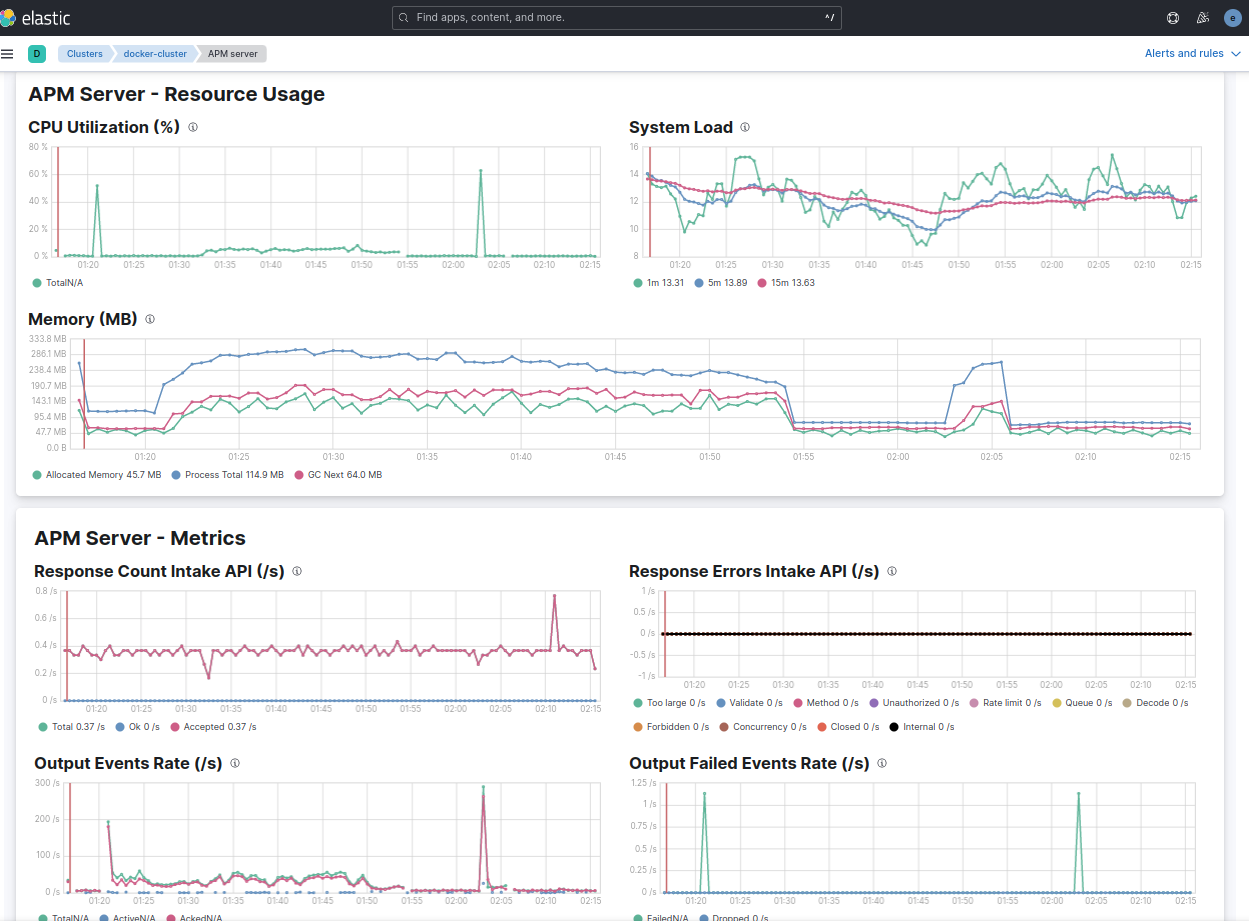 elastic
Find apps, content, and more.
^/
e
D
Clusters
docker-cluster
APM server
Alerts and rules
APM Server - Resource Usage
CPU Utilization (%)
80 %
60 %
40 %
20 %
0 %
01:20 01:25 01:30 01:35 01:40 01:45 01:50 01:55 02:00 02:05 02:10 02:15
TotalN/A
System Load
16
14
12
10
8
01:20 01:25 01:30 01:35 01:40 01:45 01:50 01:55 02:00 02:05 02:10 02:15
1m 13.31 5m 13.89 15m 13.63
Memory (MB)
333.8 MB
286.1 MB
238.4 MB
190.7 MB
143.1 MB
95.4 MB
47.7 MB
0.0 B
01:20 01:25 01:30 01:35 01:40 01:45 01:50 01:55 02:00 02:05 02:10 02:15
Allocated Memory 45.7 MB Process Total 114.9 MB GC Next 64.0 MB
APM Server - Metrics
Response Count Intake API (/s)
0.8 /s
0.6 /s
0.4 /s
0.2 /s
0 /s
01:20 01:25 01:30 01:35 01:40 01:45 01:50 01:55 02:00 02:05 02:10 02:15
Total 0.37 /s Ok 0 /s Accepted 0.37 /s
Response Errors Intake API (/s)
1 /s
0.5 /s
0 /s
-0.5 /s
-1 /s
01:20 01:25 01:30 01:35 01:40 01:45 01:50 01:55 02:00 02:05 02:10 02:15
Too large 0 /s Validate 0 /s Method 0 /s Unauthorized 0 /s Rate limit 0 /s Queue 0 /s Decode 0 /s
Forbidden 0 /s Concurrency 0 /s Closed 0 /s Internal 0 /s
Output Events Rate (/s)
300 /s
200 /s
100 /s
0 /s
01:20 01:25 01:30 01:35 01:40 01:45 01:50 01:55 02:00 02:05 02:10 02:15
TotalN/A ActiveN/A AckedN/A
Output Failed Events Rate (/s)
1.25 /s
1 /s
0.75 /s
0.5 /s
0.25 /s
0 /s
01:20 01:25 01:30 01:35 01:40 01:45 01:50 01:55 02:00 02:05 02:10 02:15
FailedN/A Dropped 0 /s